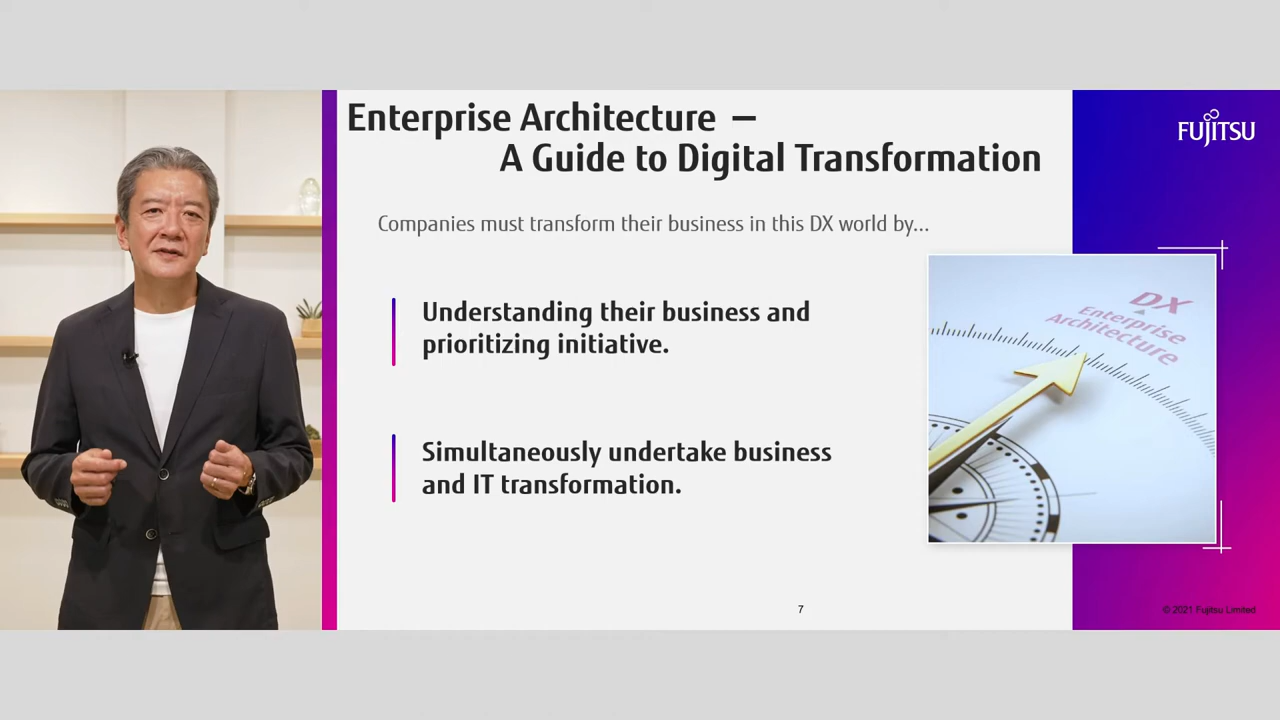 Enterprise Architecture –
A Guide to Digital Transformation
FUJITSU
Companies must transform their business in this DX world by...
Understanding their business and
prioritizing initiative.
DX
Enterprise
Architecture
Simultaneously undertake business
and IT transformation.
7
© 2021 Fujitsu Limited